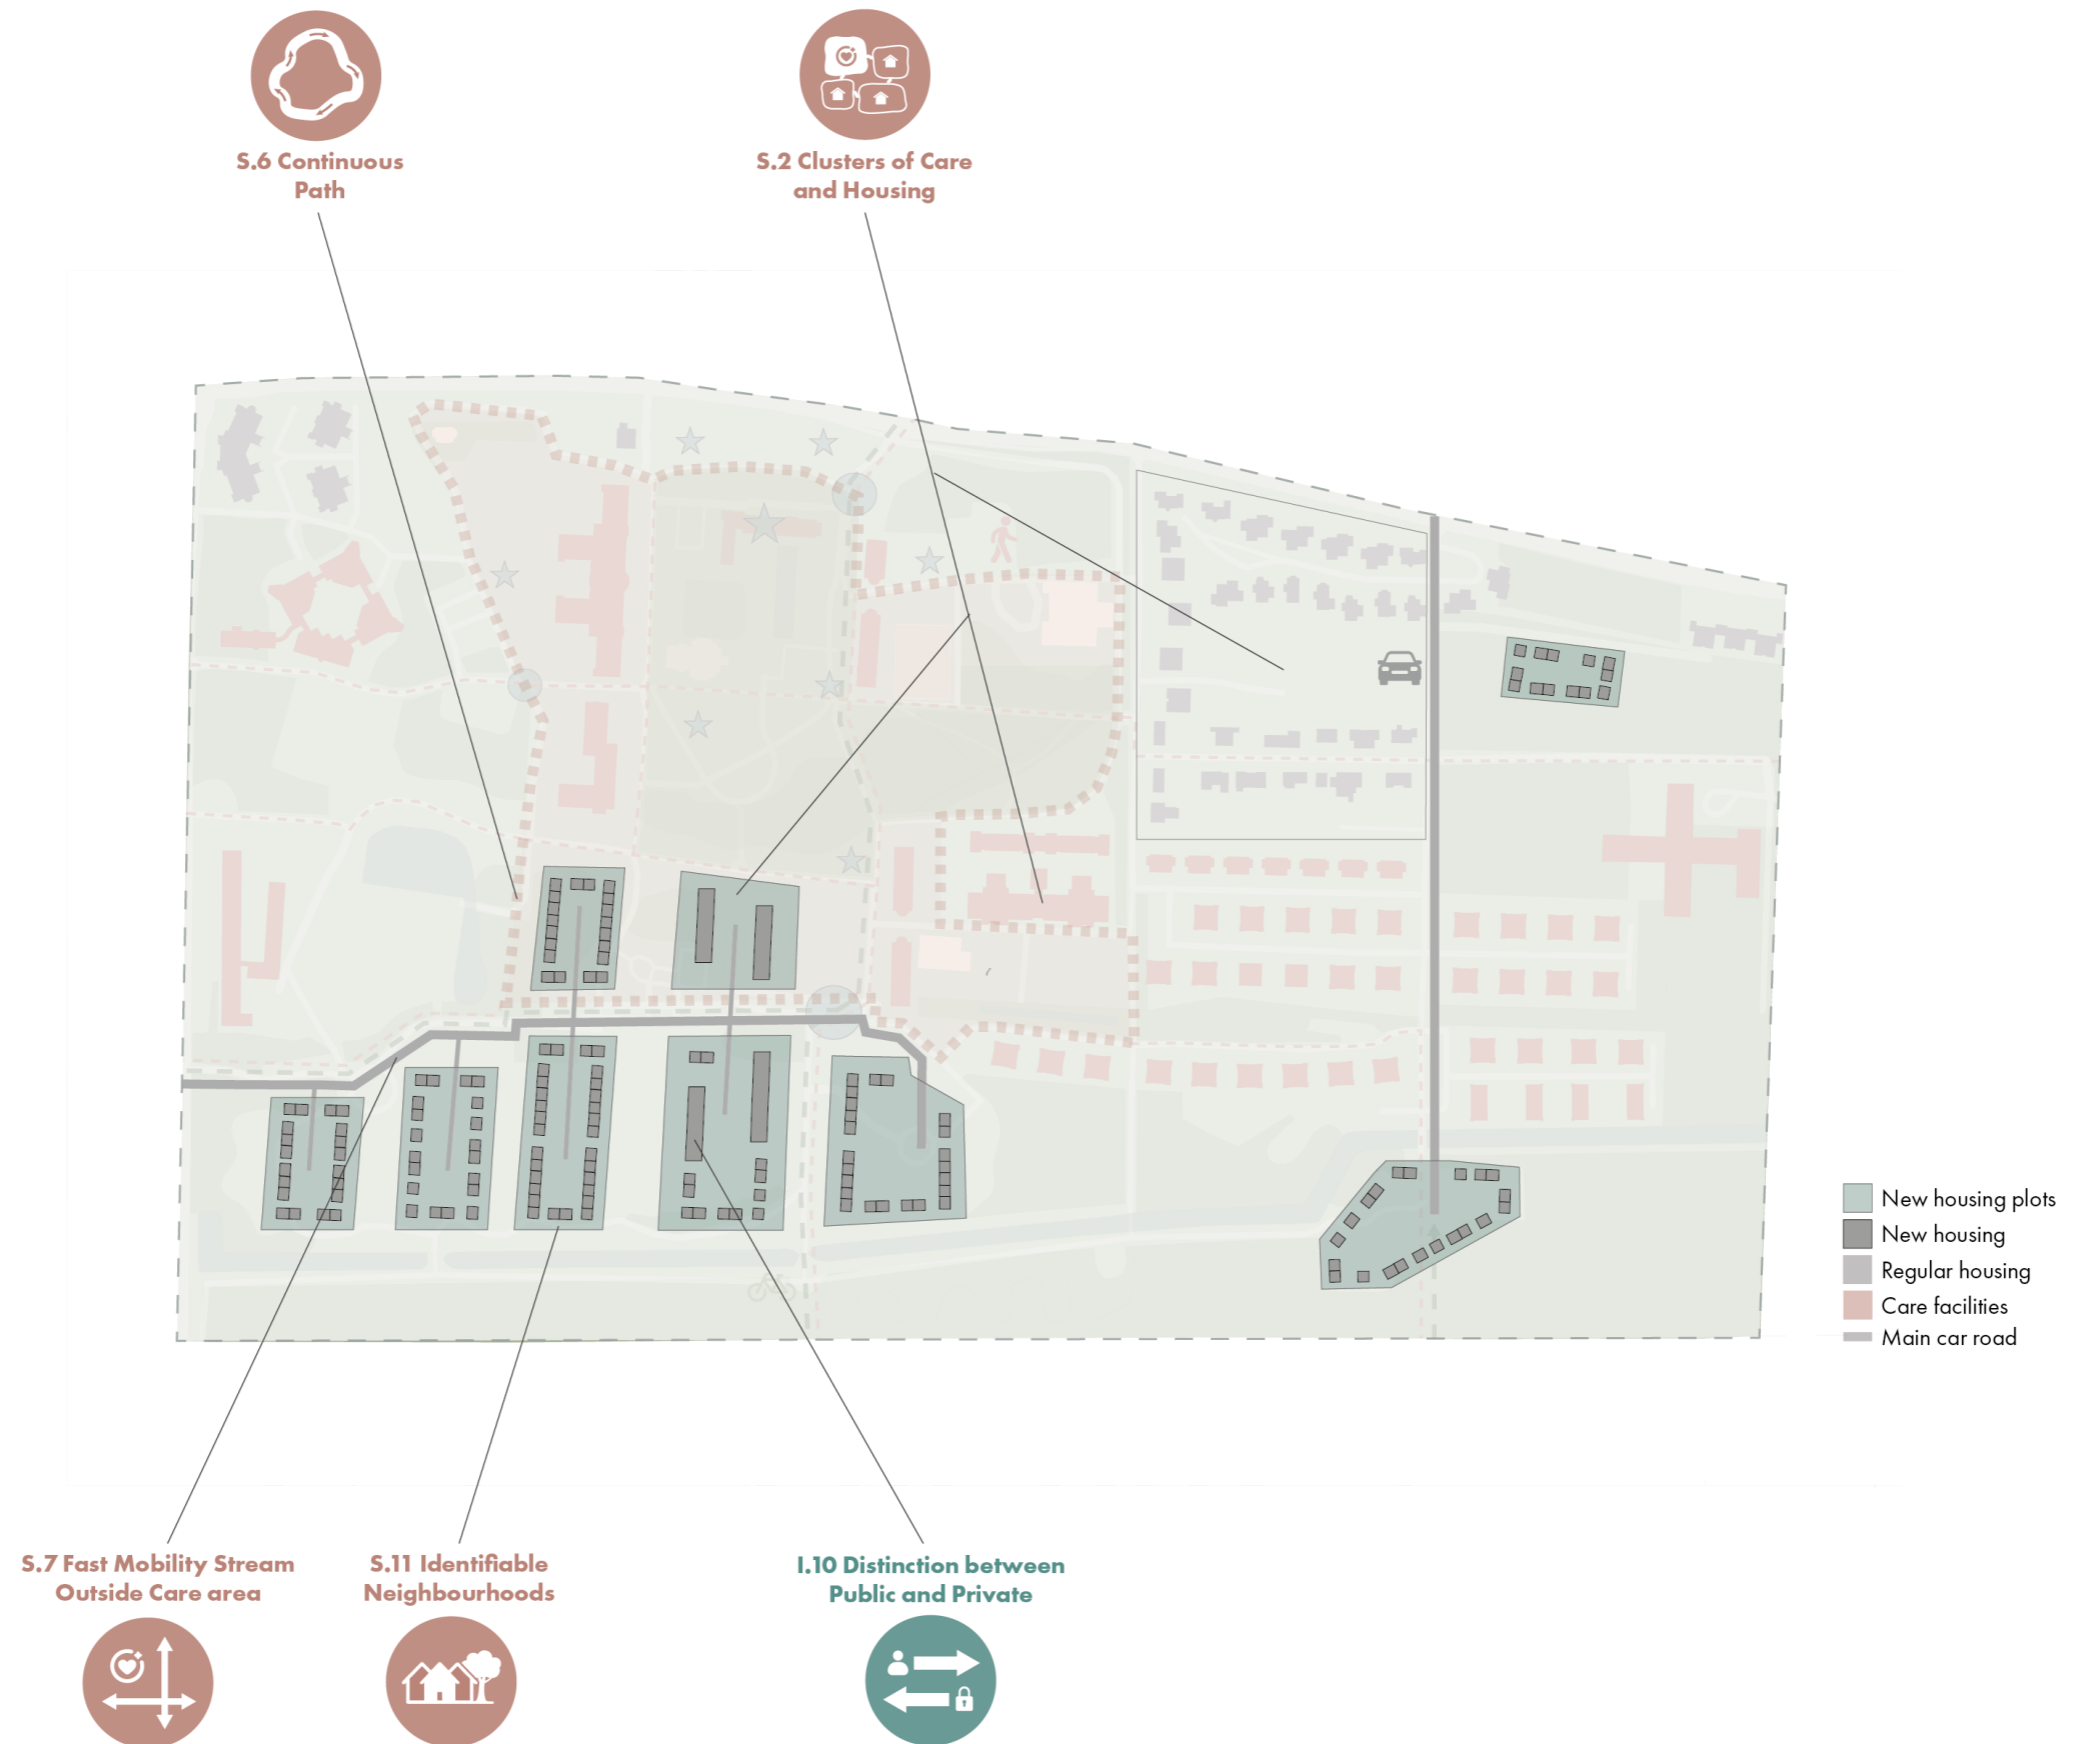 S.6 Continuous
Path
S.2 Clusters of Care
and Housing
New housing plots
New housing
Regular housing
Care facilities
Main car road
S.7 Fast Mobility Stream
Outside Care area
S.11 Identifiable
Neighbourhoods
I.10 Distinction between
Public and Private